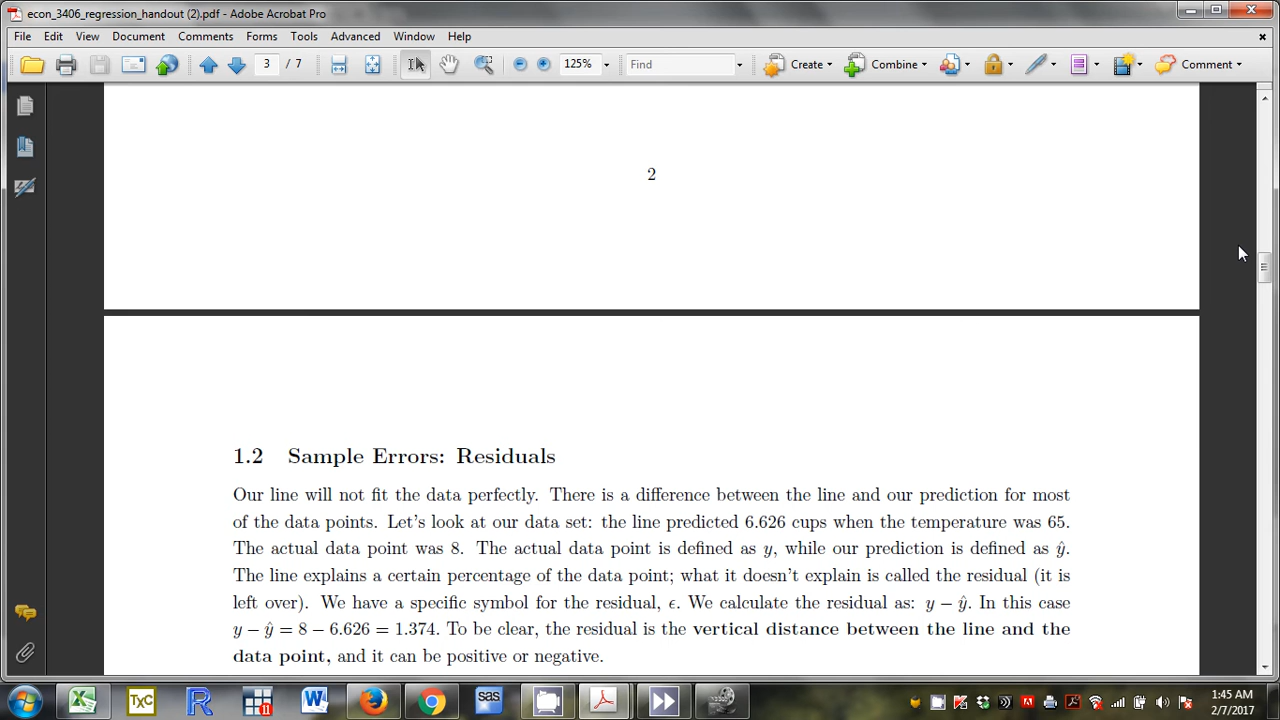 econ_3406_regression_handout (2).pdf - Adobe Acrobat Pro
File Edit View Document Comments Forms Tools Advanced Window Help
3 / 7 125% Find Create Combine Comment
2
1.2 Sample Errors: Residuals
Our line will not fit the data perfectly. There is a difference between the line and our prediction for most
of the data points. Let's look at our data set: the line predicted 6.626 cups when the temperature was 65.
The actual data point was 8. The actual data point is defined as y, while our prediction is defined as ŷ.
The line explains a certain percentage of the data point; what it doesn't explain is called the residual (it is
left over). We have a specific symbol for the residual, ϵ. We calculate the residual as: y − ŷ. In this case
y − ŷ = 8 − 6.626 = 1.374. To be clear, the residual is the vertical distance between the line and the
data point, and it can be positive or negative.
TxC R 11 W sas
1:45 AM
2/7/2017